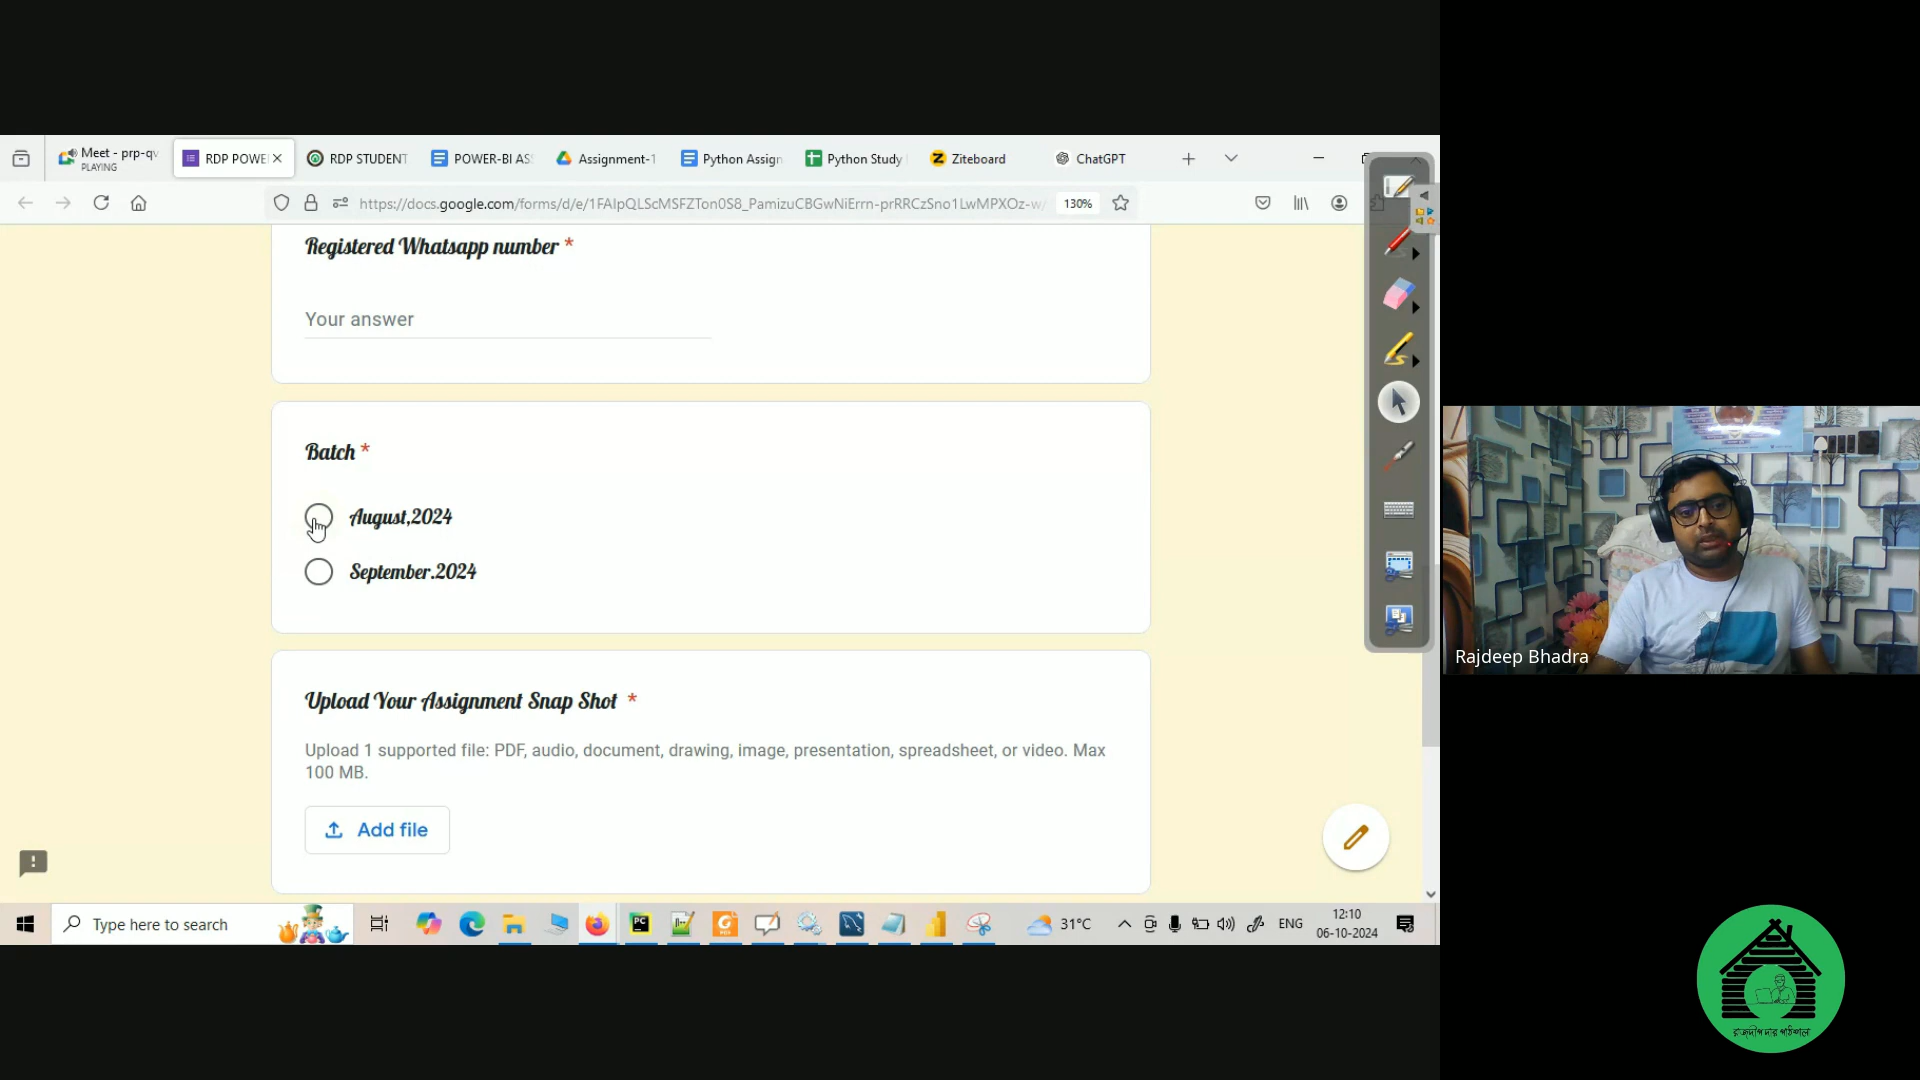 Meet - prp-qv
PLAYING
RDP POWE
RDP STUDENT
POWER-BI AS
Assignment-1
Python Assign
Python Study
Ziteboard
ChatGPT
https://docs.google.com/forms/d/e/1FAIpQLScMSFZTon0S8_PamizuCBGwNiErrn-prRRCzSno1LwMPXOz-w/
130%
Registered Whatsapp number *
Your answer
Batch *
August,2024
September.2024
Upload Your Assignment Snap Shot *
Upload 1 supported file: PDF, audio, document, drawing, image, presentation, spreadsheet, or video. Max
100 MB.
Add file
Rajdeep Bhadra
Type here to search
31°C
ENG
12:10
06-10-2024
রাজদীপ দার পাঠশালা